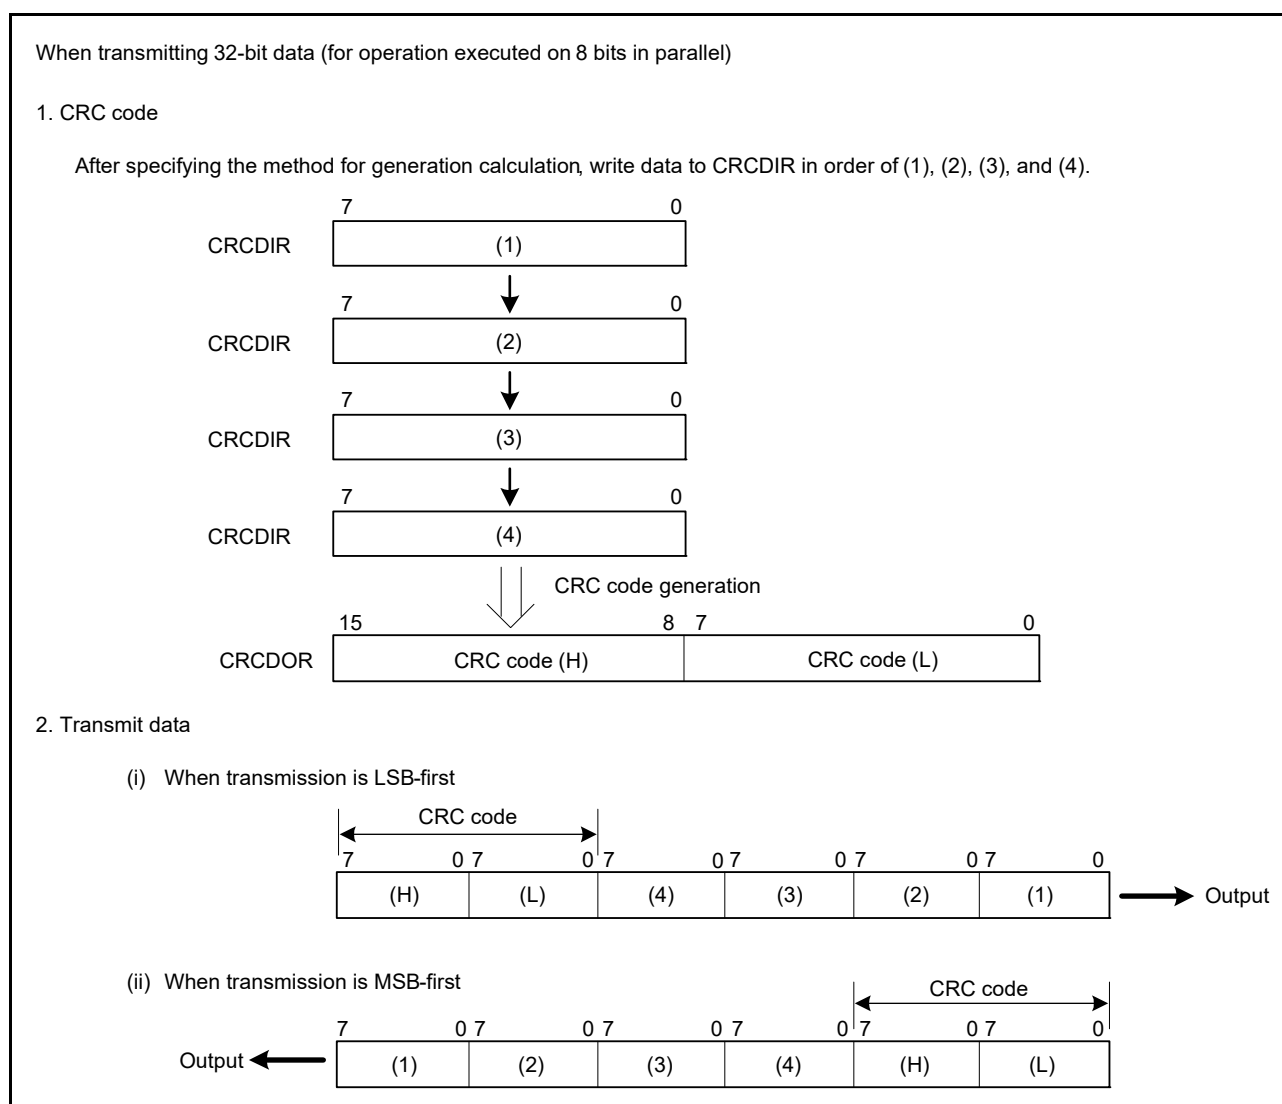 When transmitting 32-bit data (for operation executed on 8 bits in parallel)
1. CRC code
After specifying the method for generation calculation, write data to CRCDIR in order of (1), (2), (3), and (4).
7 0
CRCDIR (1)
7 0
CRCDIR (2)
7 0
CRCDIR (3)
7 0
CRCDIR (4)
CRC code generation
15 8 7 0
CRCDOR CRC code (H) CRC code (L)
2. Transmit data
(i) When transmission is LSB-first
CRC code
7 0 7 0 7 0 7 0 7 0 7 0
(H) (L) (4) (3) (2) (1) Output
(ii) When transmission is MSB-first
CRC code
7 0 7 0 7 0 7 0 7 0 7 0
Output (1) (2) (3) (4) (H) (L)